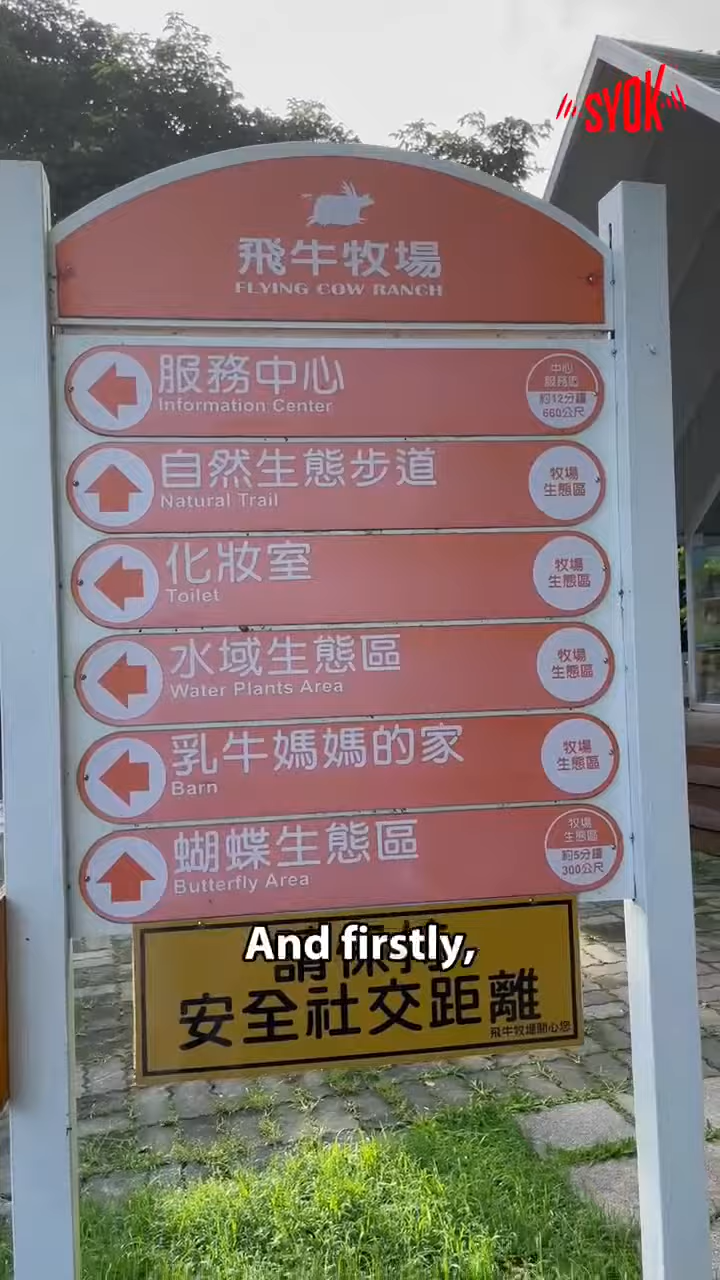 SYOK
飛牛牧場
FLYING COW RANCH
服務中心
Information Center
中心
服務區
約12分鐘
660公尺
自然生態步道
Natural Trail
牧場
生態區
化妝室
Toilet
牧場
生態區
水域生態區
Water Plants Area
牧場
生態區
乳牛媽媽的家
Barn
牧場
生態區
蝴蝶生態區
Butterfly Area
牧場
生態區
約5分鐘
300公尺
請保持
And firstly,
安全社交距離
飛牛牧場關心您